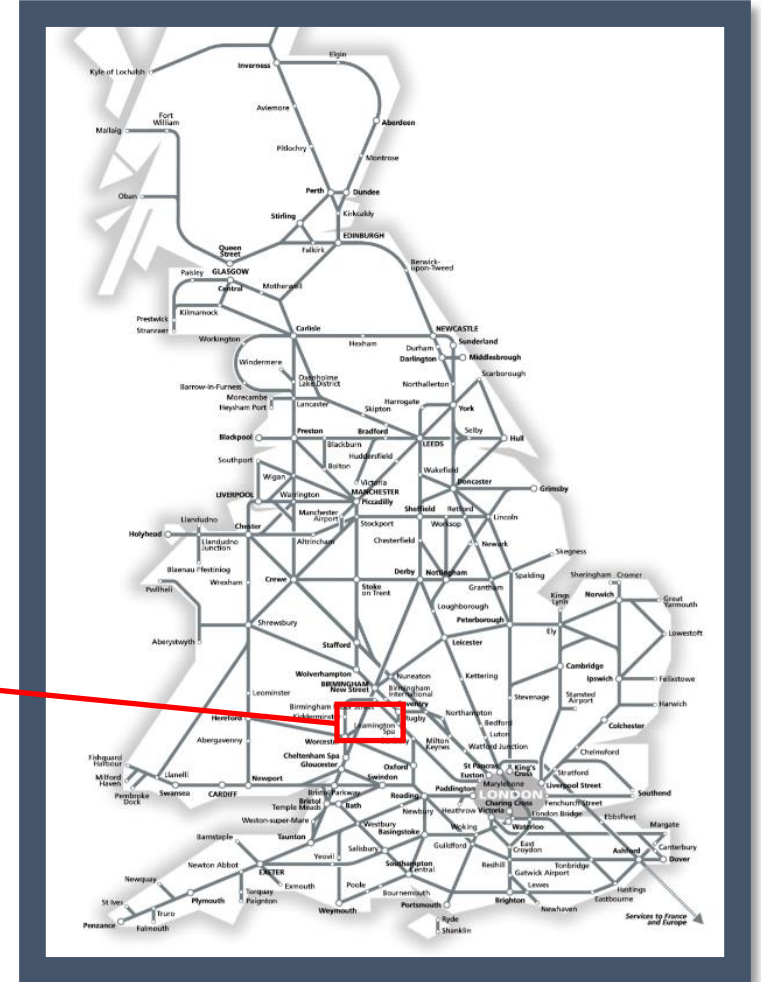 Elgin
Inverness
Kyle of Lochalsh
Aviemore
Fort
William
Mallaig
Aberdeen
Pitlochry
Montrose
Perth
Dundee
Oban
Stirling
Kirkcaldy
EDINBURGH
Queen
Street
Falkirk
Berwick-
upon-Tweed
Paisley
GLASGOW
Central
Motherwell
Kilmarnock
Prestwick
Stranraer
Carlisle
NEWCASTLE
Workington
Hexham
Sunderland
Durham
Darlington
Middlesbrough
Windermere
Oxenholme
Lake District
Northallerton
Scarborough
Barrow-in-Furness
Morecambe
Heysham Port
Lancaster
Harrogate
Skipton
York
Blackpool
Preston
Bradford
LEEDS
Selby
Hull
Blackburn
Huddersfield
Southport
Bolton
Wakefield
Wigan
Victoria
MANCHESTER
Piccadilly
Doncaster
Grimsby
LIVERPOOL
Warrington
Manchester
Airport
Sheffield
Retford
Lincoln
Llandudno
Stockport
Worksop
Holyhead
Chester
Llandudno
Junction
Altrincham
Chesterfield
Newark
Skegness
Blaenau Ffestiniog
Derby
Nottingham
Pwllheli
Wrexham
Crewe
Stoke
on Trent
Grantham
Spalding
Sheringham
Cromer
Kings
Lynn
Norwich
Great
Yarmouth
Loughborough
Shrewsbury
Peterborough
Ely
Lowestoft
Aberystwyth
Stafford
Leicester
Wolverhampton
Nuneaton
Kettering
Cambridge
BIRMINGHAM
New Street
Birmingham
International
Ipswich
Felixstowe
Leominster
Stevenage
Stansted
Airport
Harwich
Birmingham
Street
Coventry
Kidderminster
Rugby
Northampton
Hereford
Leamington
Spa
Bedford
Colchester
Abergavenny
Worcester
Milton
Keynes
Luton
Watford Junction
Chelmsford
Fishguard
Harbour
Cheltenham Spa
Gloucester
Oxford
St Pancras
Euston
King's
Cross
Stratford
Milford
Haven
Llanelli
Newport
Swindon
Marylebone
Liverpool Street
Pembroke
Dock
Swansea
CARDIFF
Bristol Parkway
Reading
Paddington
LONDON
Southend
Bristol
Temple Meads
Bath
Newbury
Heathrow
Victoria
Charing Cross
Fenchurch Street
Weston-super-Mare
London Bridge
Ebbsfleet
Westbury
Basingstoke
Woking
Waterloo
Margate
Barnstaple
Taunton
Yeovil
Salisbury
Guildford
East
Croydon
Canterbury
Ashford
Dover
Newton Abbot
EXETER
Southampton
Central
Redhill
Tonbridge
Gatwick Airport
Newquay
Exmouth
Poole
Bournemouth
Lewes
Hastings
Eastbourne
St Ives
Plymouth
Torquay
Paignton
Weymouth
Portsmouth
Brighton
Newhaven
Truro
Falmouth
Penzance
Ryde
Shanklin
Services to France
and Europe